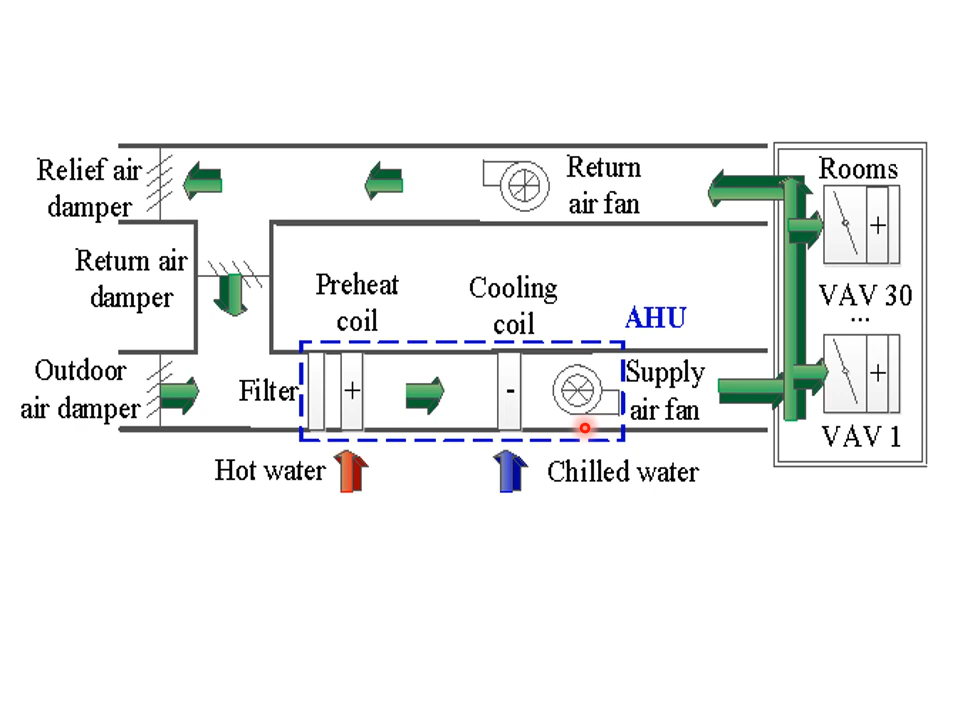 Relief air
damper
Return
air fan
Rooms
+
Return air
damper
Preheat
coil
Cooling
coil
AHU
VAV 30
...
Outdoor
air damper
Filter
+
-
Supply
air fan
+
VAV 1
Hot water
Chilled water